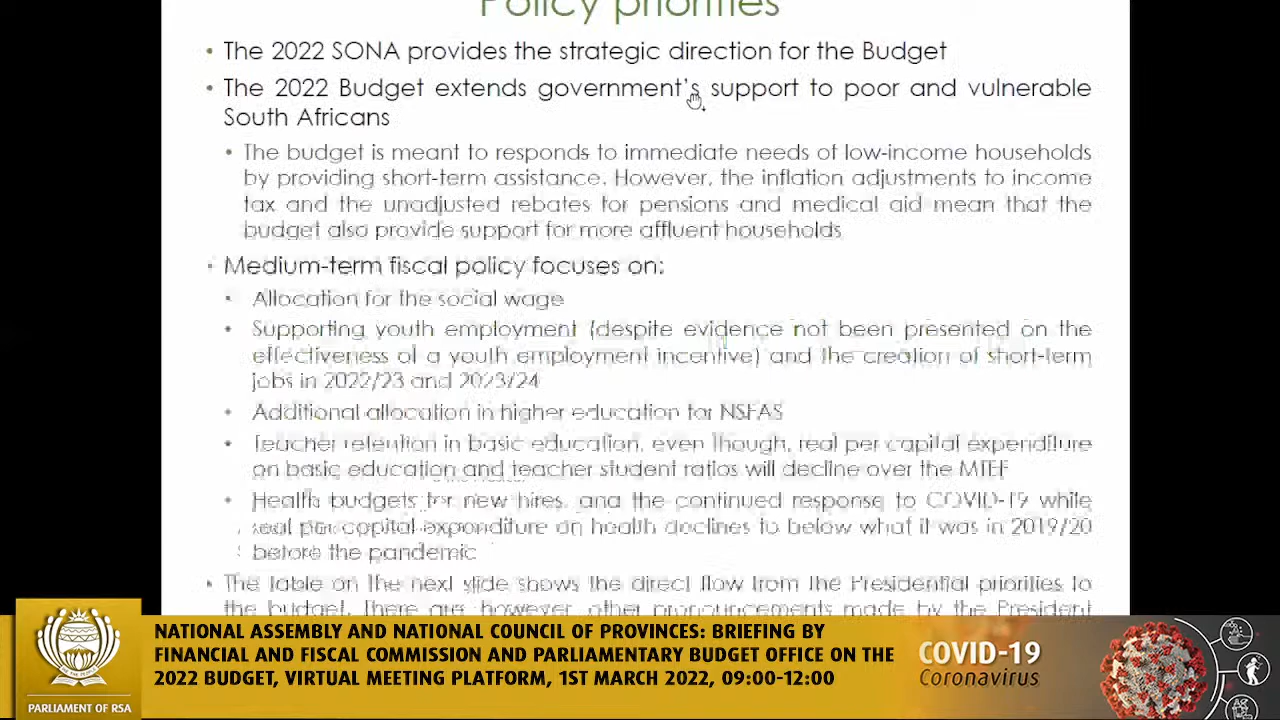 Policy priorities
• The 2022 SONA provides the strategic direction for the Budget
• The 2022 Budget extends government's support to poor and vulnerable
South Africans
• The budget is meant to responds to immediate needs of low-income households
by providing short-term assistance. However, the inflation adjustments to income
tax and the unadjusted rebates for pensions and medical aid mean that the
budget also provide support for more affluent households
• Medium-term fiscal policy focuses on:
• Allocation for the social wage
• Supporting youth employment (despite evidence not been presented on the
effectiveness of a youth employment incentive) and the creation of short-term
jobs in 2022/23 and 2023/24
• Additional allocation in higher education for NSFAS
• Teacher retention in basic education, even though, real per capital expenditure
on basic education and teacher student ratios will decline over the MTEF
• Health budgets for new hires, and the continued response to COVID-19 while
real per capital expenditure on health declines to below what it was in 2019/20
before the pandemic
• The table on the next slide shows the direct flow from the Presidential priorities to
the budget. There are, however, other pronouncements made by the President
NATIONAL ASSEMBLY AND NATIONAL COUNCIL OF PROVINCES: BRIEFING BY
FINANCIAL AND FISCAL COMMISSION AND PARLIAMENTARY BUDGET OFFICE ON THE
2022 BUDGET, VIRTUAL MEETING PLATFORM, 1ST MARCH 2022, 09:00-12:00
COVID-19
Coronavirus
PARLIAMENT OF RSA